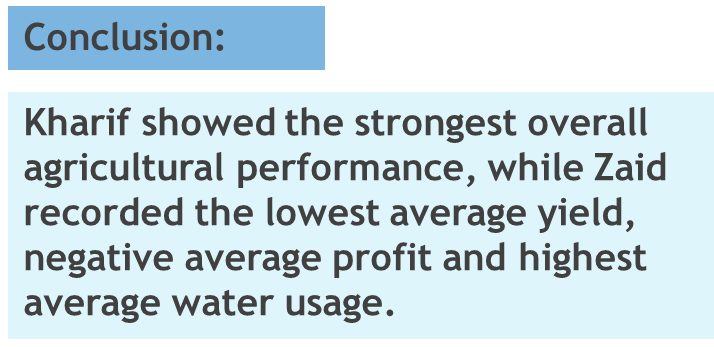 Conclusion:
Kharif showed the strongest overall
agricultural performance, while Zaid
recorded the lowest average yield,
negative average profit and highest
average water usage.